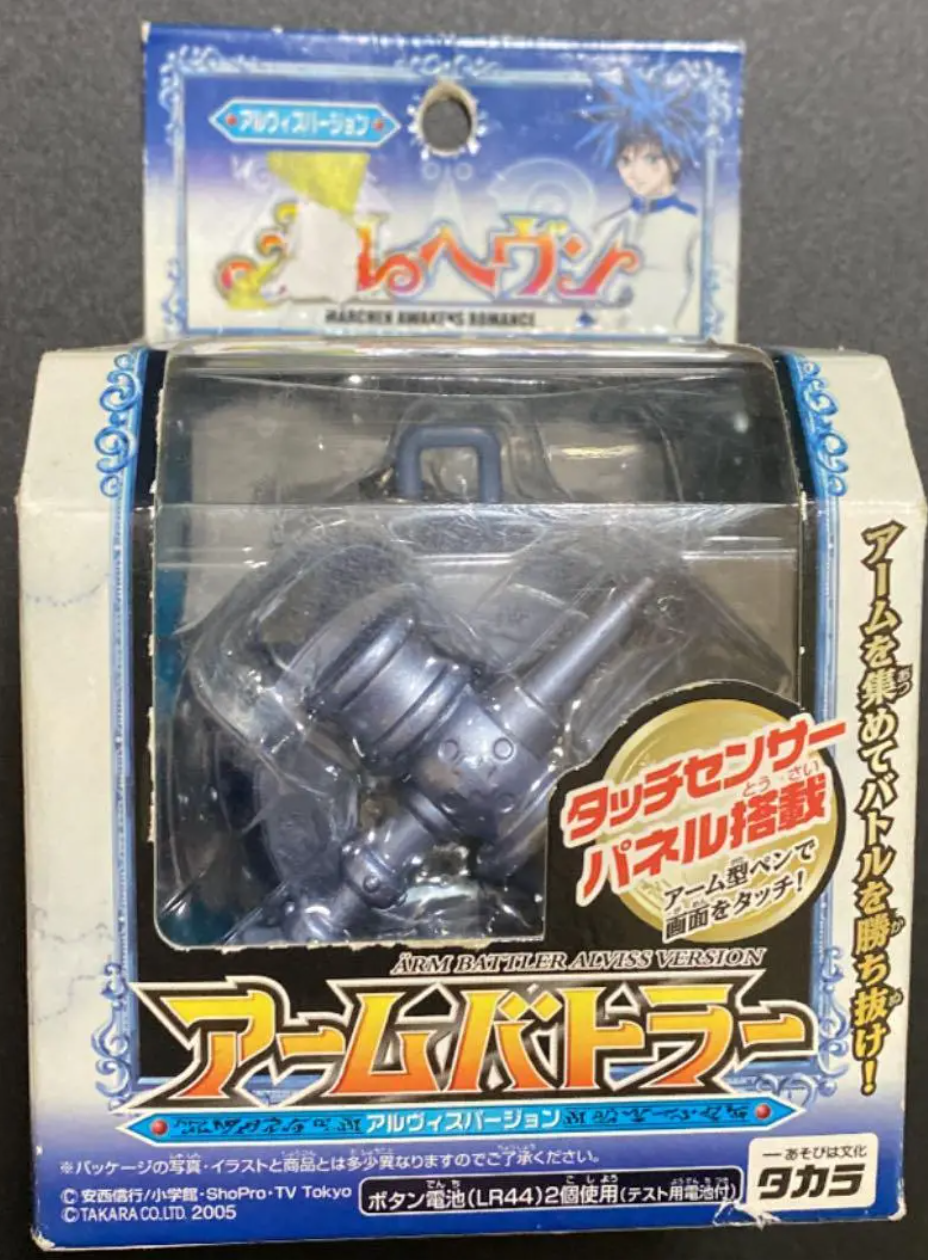 アルヴィスバージョン
ルヘヴン
MÄRCHEN AWAKENS ROMANCE
アームを集めてバトルを勝ち抜け!
タッチセンサー
パネル搭載
アーム型ペンで
画面をタッチ!
ÄRM BATTLER ALVISS VERSION
アームバトラー
アルヴィスバージョン
※パッケージの写真・イラストと商品とは多少異なりますのでご了承ください。
© 安西信行/小学館・ShoPro・TV Tokyo
©TAKARA CO.LTD. 2005
ボタン電池(LR44)2個使用(テスト用電池付)
ーあそびは文化
タカラ